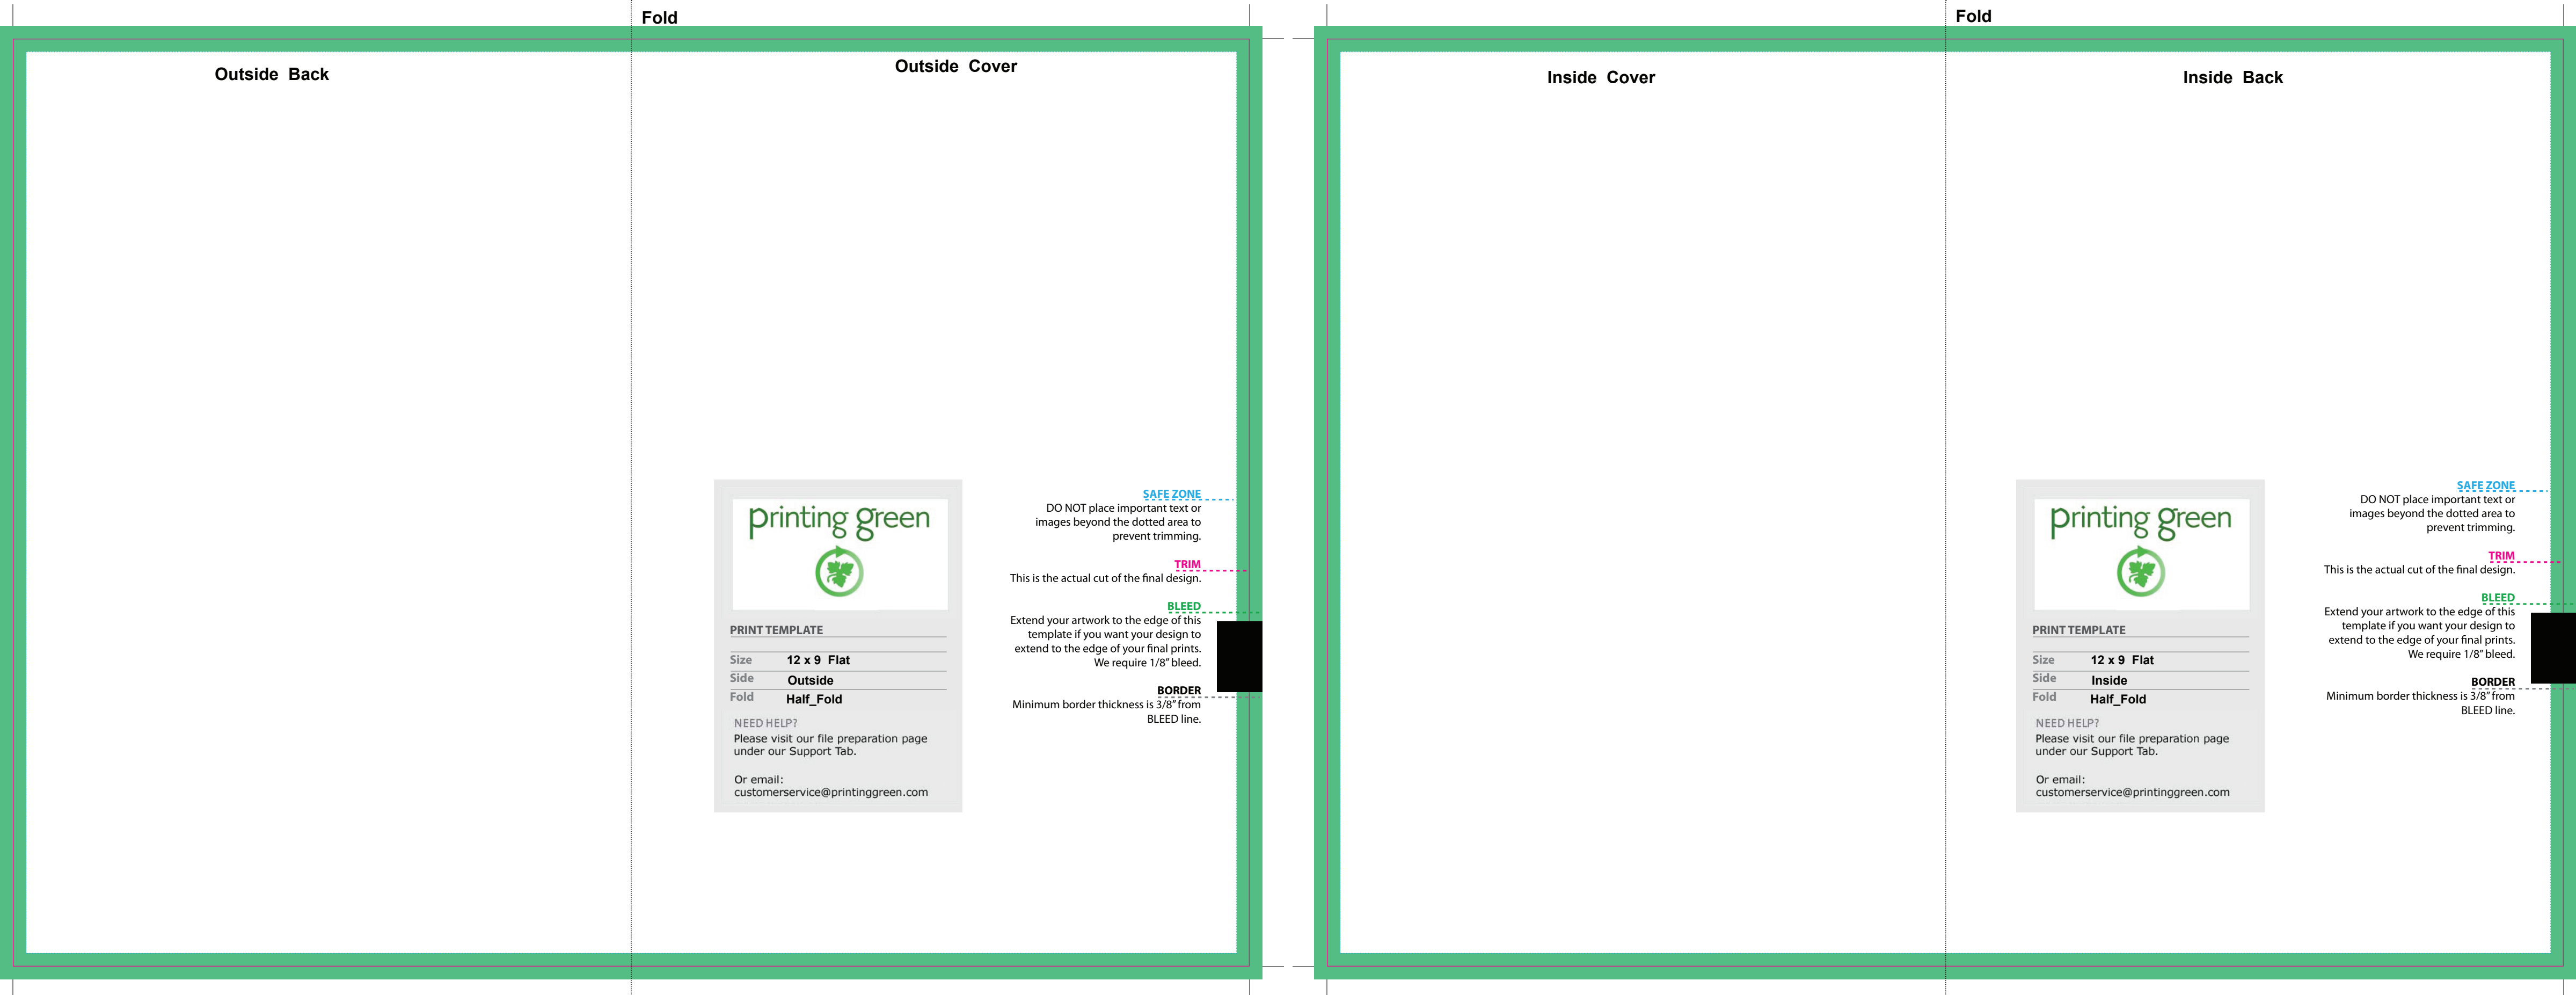 Fold
Outside Back
Outside Cover
printing green
PRINT TEMPLATE
Size 12 x 9 Flat
Side Outside
Fold Half_Fold
NEED HELP?
Please visit our file preparation page
under our Support Tab.
Or email:
customerservice@printinggreen.com
SAFE ZONE
DO NOT place important text or
images beyond the dotted area to
prevent trimming.
TRIM
This is the actual cut of the final design.
BLEED
Extend your artwork to the edge of this
template if you want your design to
extend to the edge of your final prints.
We require 1/8” bleed.
BORDER
Minimum border thickness is 3/8” from
BLEED line.
Fold
Inside Cover
Inside Back
printing green
PRINT TEMPLATE
Size 12 x 9 Flat
Side Inside
Fold Half_Fold
NEED HELP?
Please visit our file preparation page
under our Support Tab.
Or email:
customerservice@printinggreen.com
SAFE ZONE
DO NOT place important text or
images beyond the dotted area to
prevent trimming.
TRIM
This is the actual cut of the final design.
BLEED
Extend your artwork to the edge of this
template if you want your design to
extend to the edge of your final prints.
We require 1/8” bleed.
BORDER
Minimum border thickness is 3/8” from
BLEED line.